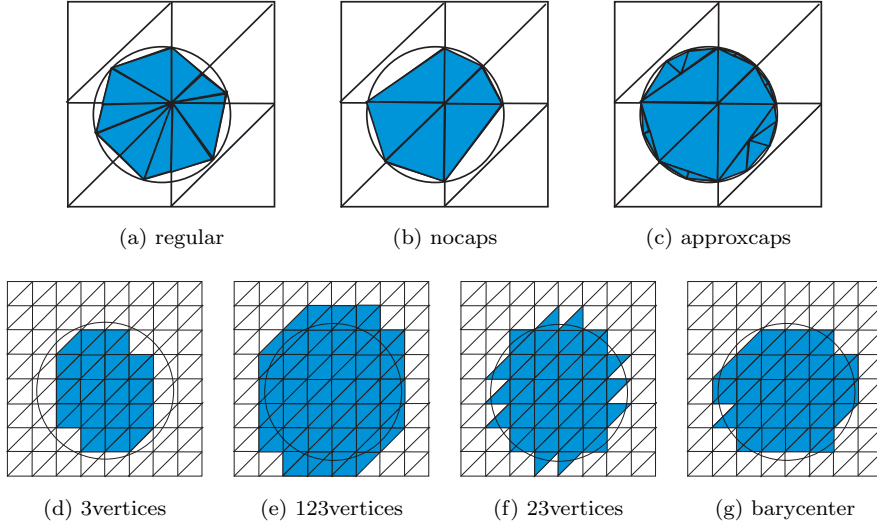 (a) regular
(b) nocaps
(c) approxcaps
(d) 3vertices
(e) 123vertices
(f) 23vertices
(g) barycenter